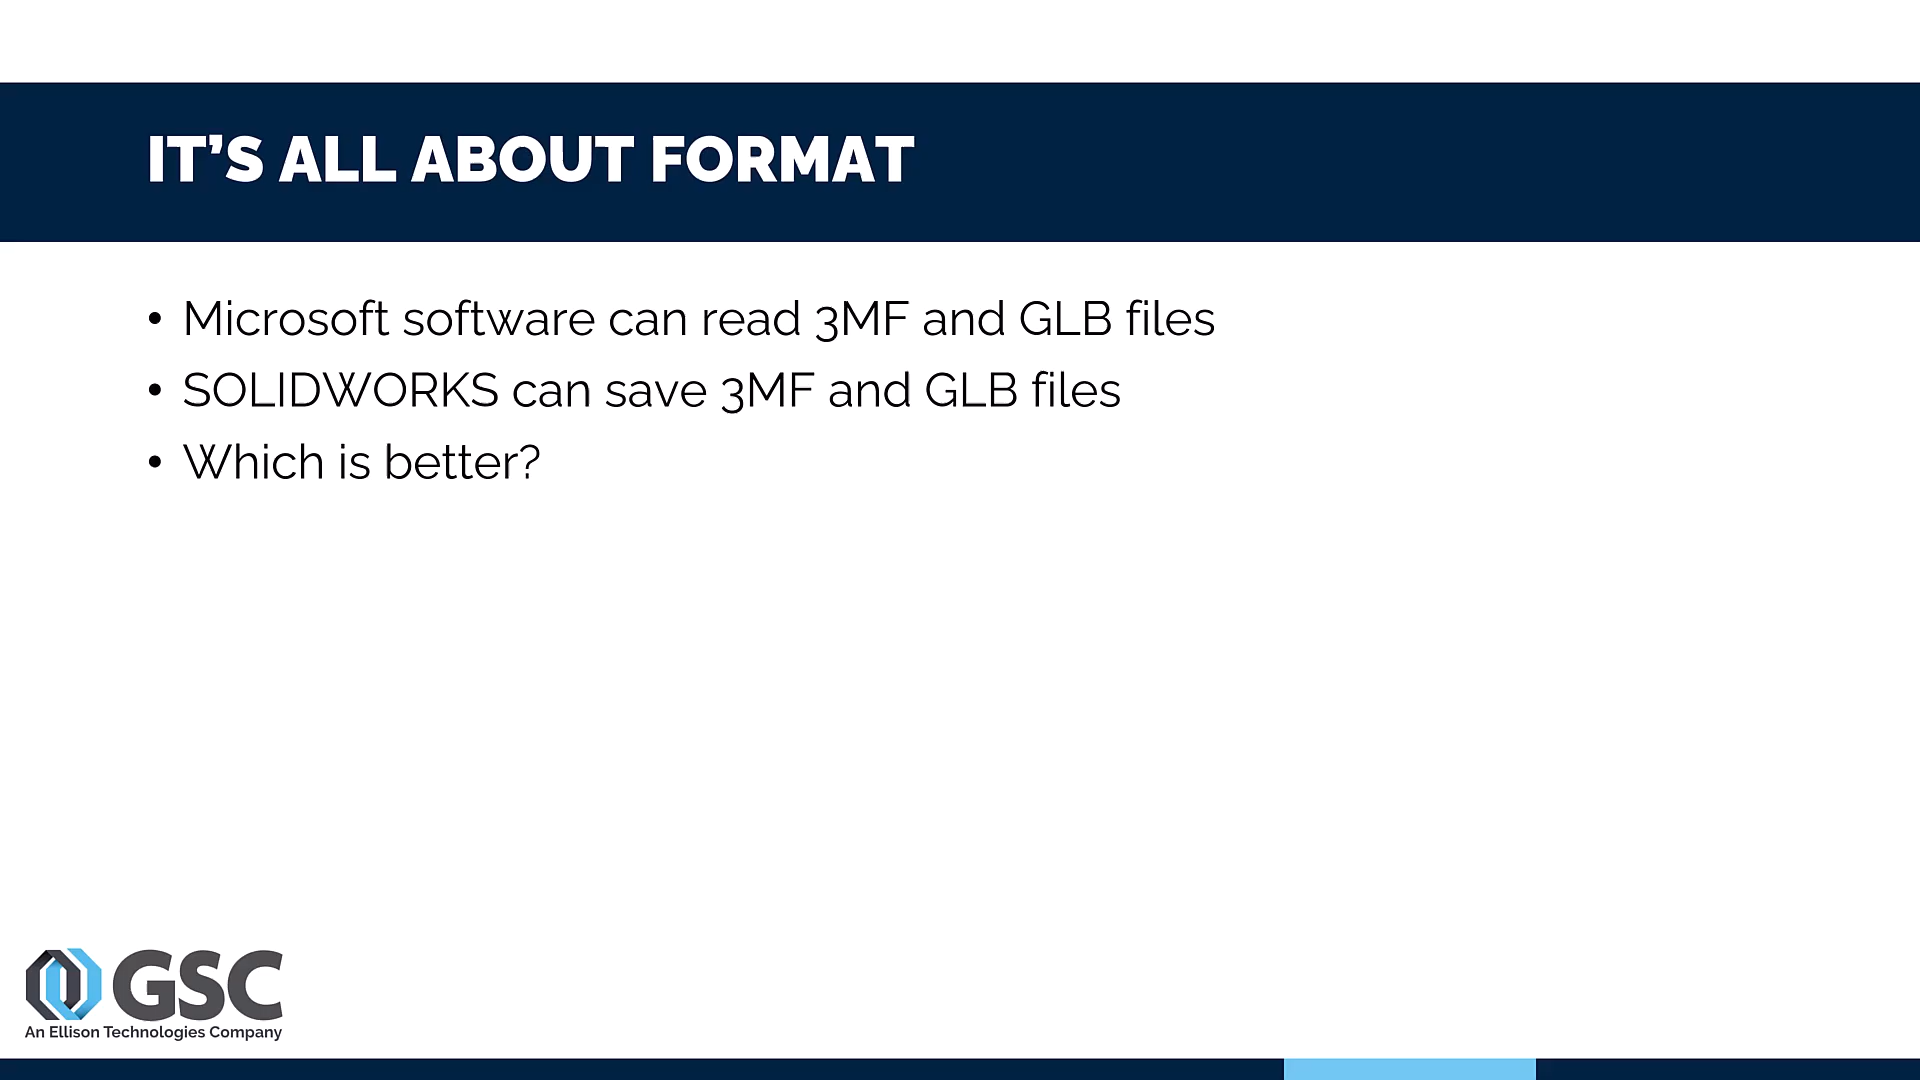 IT’S ALL ABOUT FORMAT
• Microsoft software can read 3MF and GLB files
• SOLIDWORKS can save 3MF and GLB files
• Which is better?
GSC
An Ellison Technologies Company